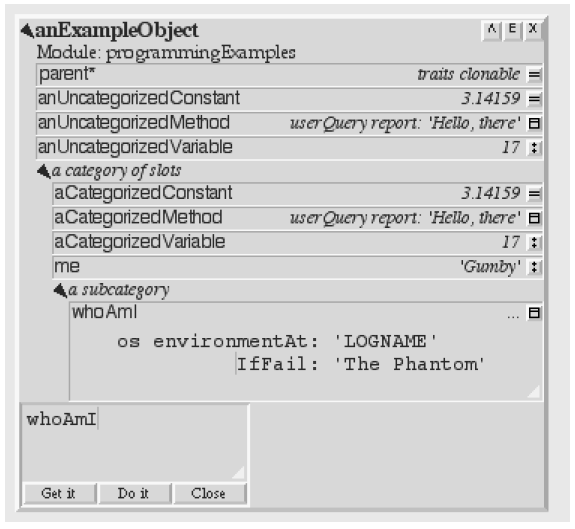 anExampleObject Λ E X
Module: programmingExamples
parent* traits clonable =
anUncategorizedConstant 3.14159 =
anUncategorizedMethod userQuery report: 'Hello, there'
anUncategorizedVariable 17 :
a category of slots
aCategorizedConstant 3.14159 =
aCategorizedMethod userQuery report: 'Hello, there'
aCategorizedVariable 17 :
me 'Gumby' :
a subcategory
whoAmI ...
os environmentAt: 'LOGNAME'
IfFail: 'The Phantom'
whoAmI
Get it Do it Close